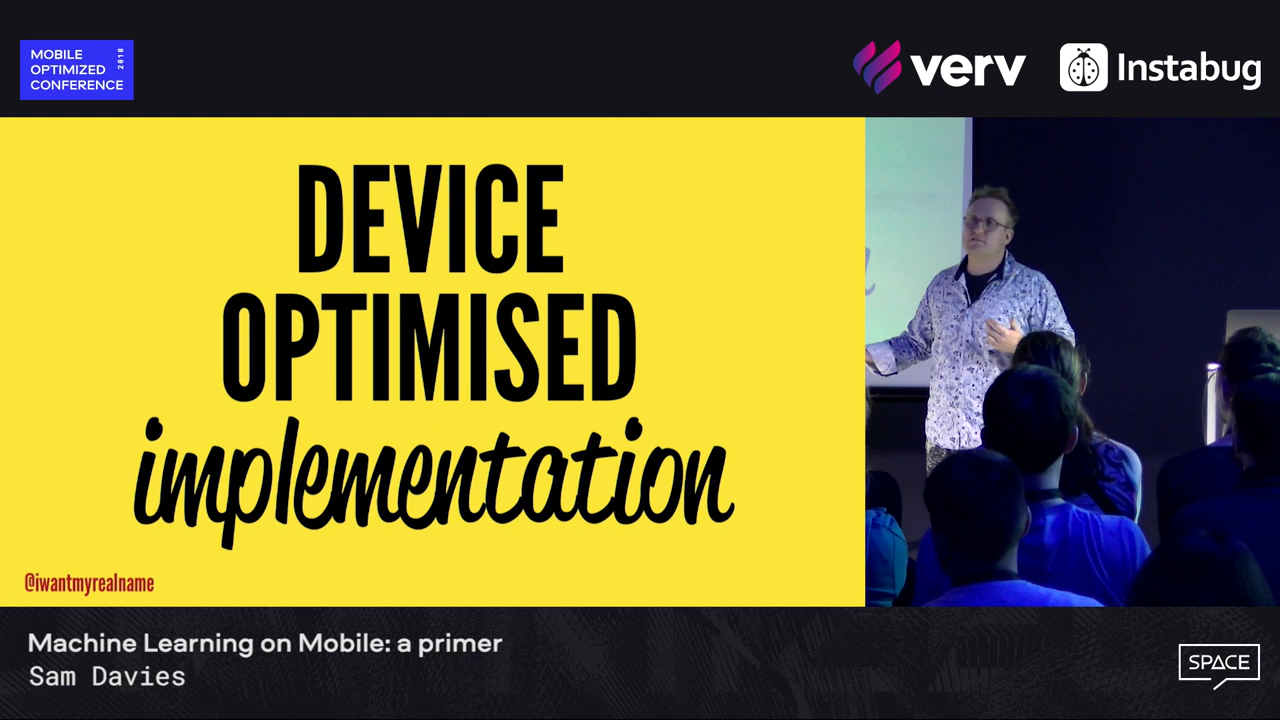 MOBILE
OPTIMIZED
CONFERENCE
2018
verv
Instabug
DEVICE
OPTIMISED
implementation
@iwantmyrealname
Machine Learning on Mobile: a primer
Sam Davies
SPACE